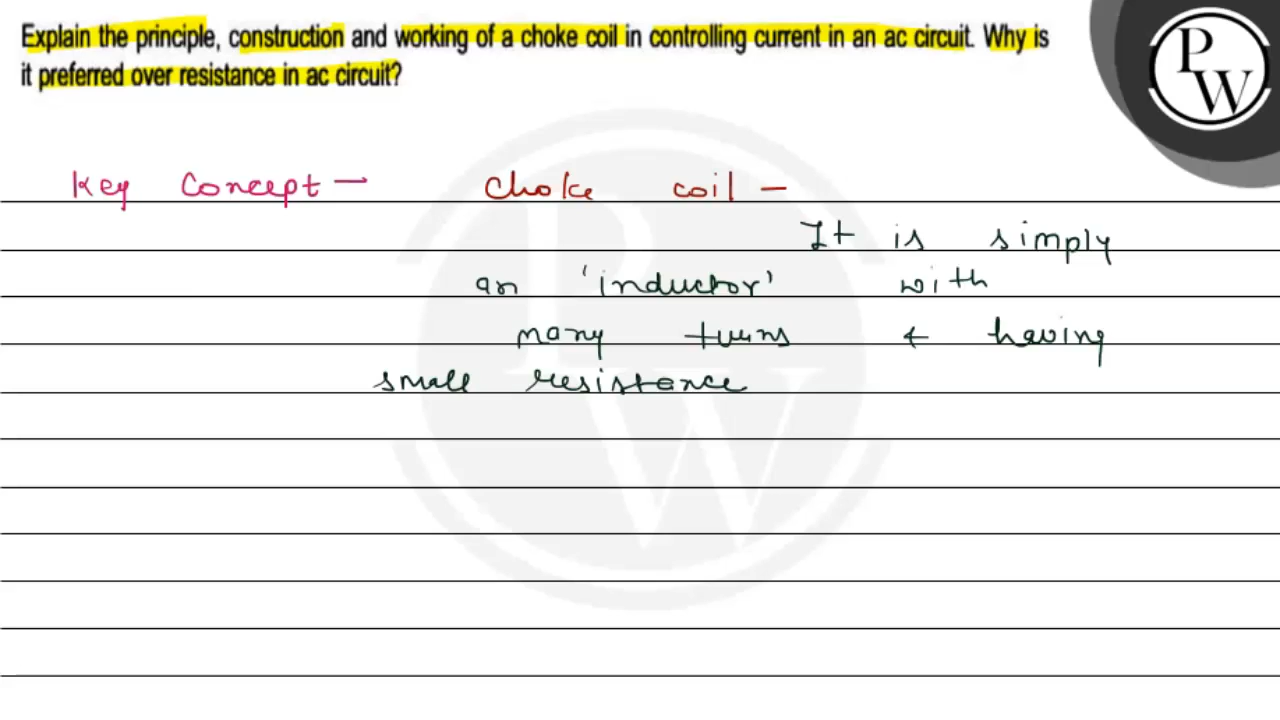 Explain the principle, construction and working of a choke coil in controlling current in an ac circuit. Why is
it preferred over resistance in ac circuit?
P
W
Key Concept – Choke coil –
It is simply
an 'inductor' with
many turns & having
small resistence
P
W